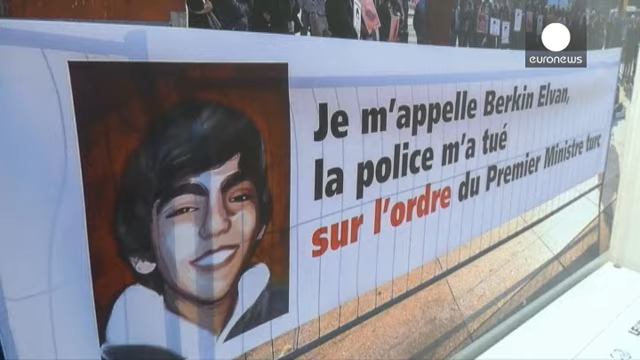 euronews
Je m'appelle Berkin Elvan,
la police m'a tué
sur l'ordre du Premier Ministre turc